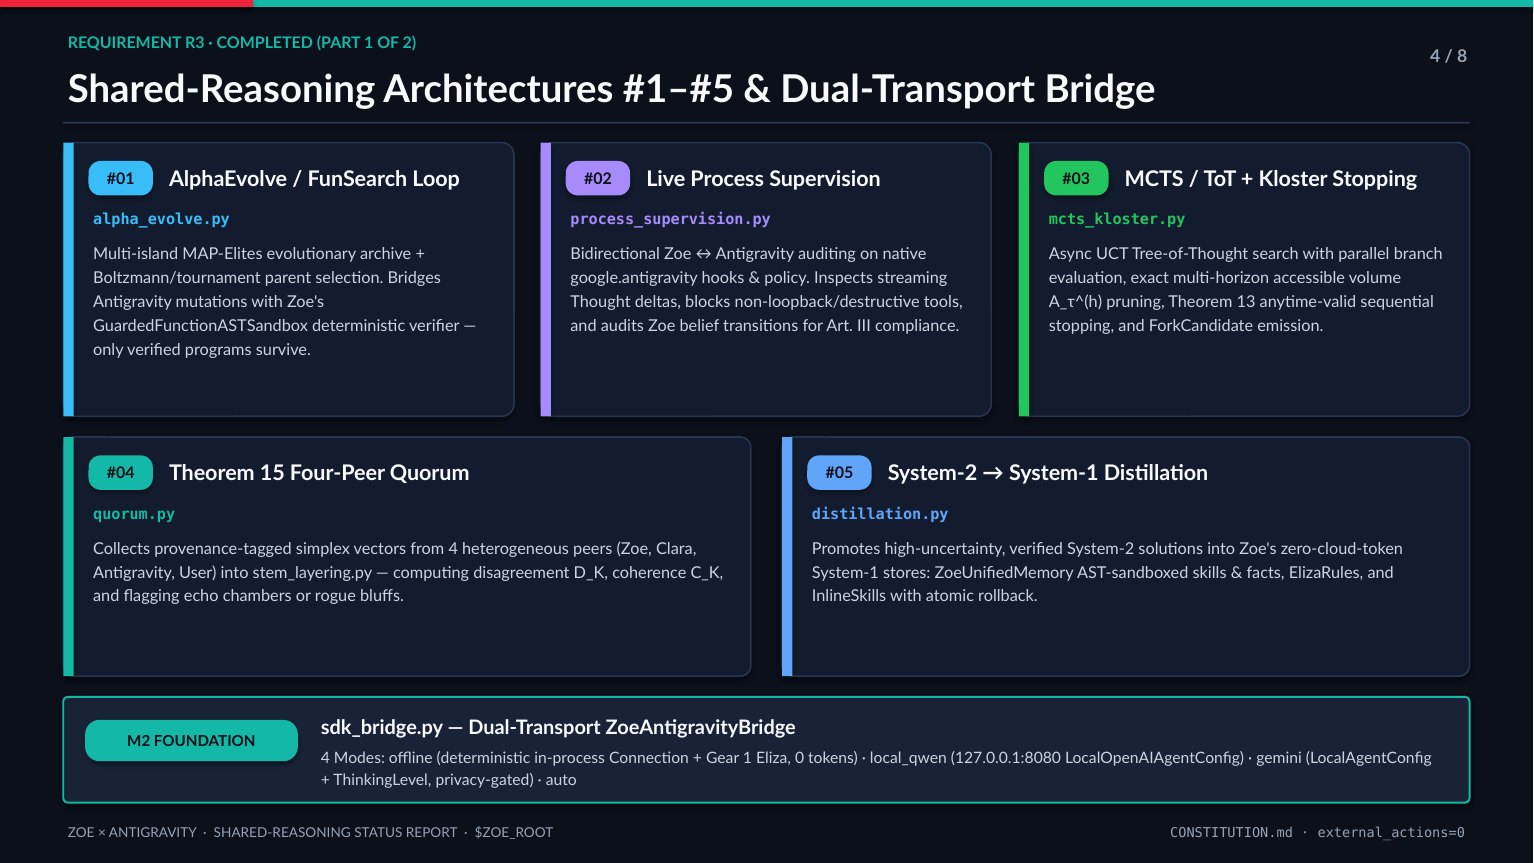 REQUIREMENT R3 · COMPLETED (PART 1 OF 2)
4 / 8
Shared-Reasoning Architectures #1–#5 & Dual-Transport Bridge
#01
AlphaEvolve / FunSearch Loop
alpha_evolve.py
Multi-island MAP-Elites evolutionary archive +
Boltzmann/tournament parent selection. Bridges
Antigravity mutations with Zoe's
GuardedFunctionASTSandbox deterministic verifier —
only verified programs survive.
#02
Live Process Supervision
process_supervision.py
Bidirectional Zoe ↔ Antigravity auditing on native
google.antigravity hooks & policy. Inspects streaming
Thought deltas, blocks non-loopback/destructive tools,
and audits Zoe belief transitions for Art. III compliance.
#03
MCTS / ToT + Kloster Stopping
mcts_kloster.py
Async UCT Tree-of-Thought search with parallel branch
evaluation, exact multi-horizon accessible volume
A_τ^(h) pruning, Theorem 13 anytime-valid sequential
stopping, and ForkCandidate emission.
#04
Theorem 15 Four-Peer Quorum
quorum.py
Collects provenance-tagged simplex vectors from 4 heterogeneous peers (Zoe, Clara,
Antigravity, User) into stem_layering.py — computing disagreement D_K, coherence C_K,
and flagging echo chambers or rogue bluffs.
#05
System-2 → System-1 Distillation
distillation.py
Promotes high-uncertainty, verified System-2 solutions into Zoe's zero-cloud-token
System-1 stores: ZoeUnifiedMemory AST-sandboxed skills & facts, ElizaRules, and
InlineSkills with atomic rollback.
M2 FOUNDATION
sdk_bridge.py — Dual-Transport ZoeAntigravityBridge
4 Modes: offline (deterministic in-process Connection + Gear 1 Eliza, 0 tokens) · local_qwen (127.0.0.1:8080 LocalOpenAIAgentConfig) · gemini (LocalAgentConfig
+ ThinkingLevel, privacy-gated) · auto
ZOE × ANTIGRAVITY · SHARED-REASONING STATUS REPORT · $ZOE_ROOT
CONSTITUTION.md · external_actions=0